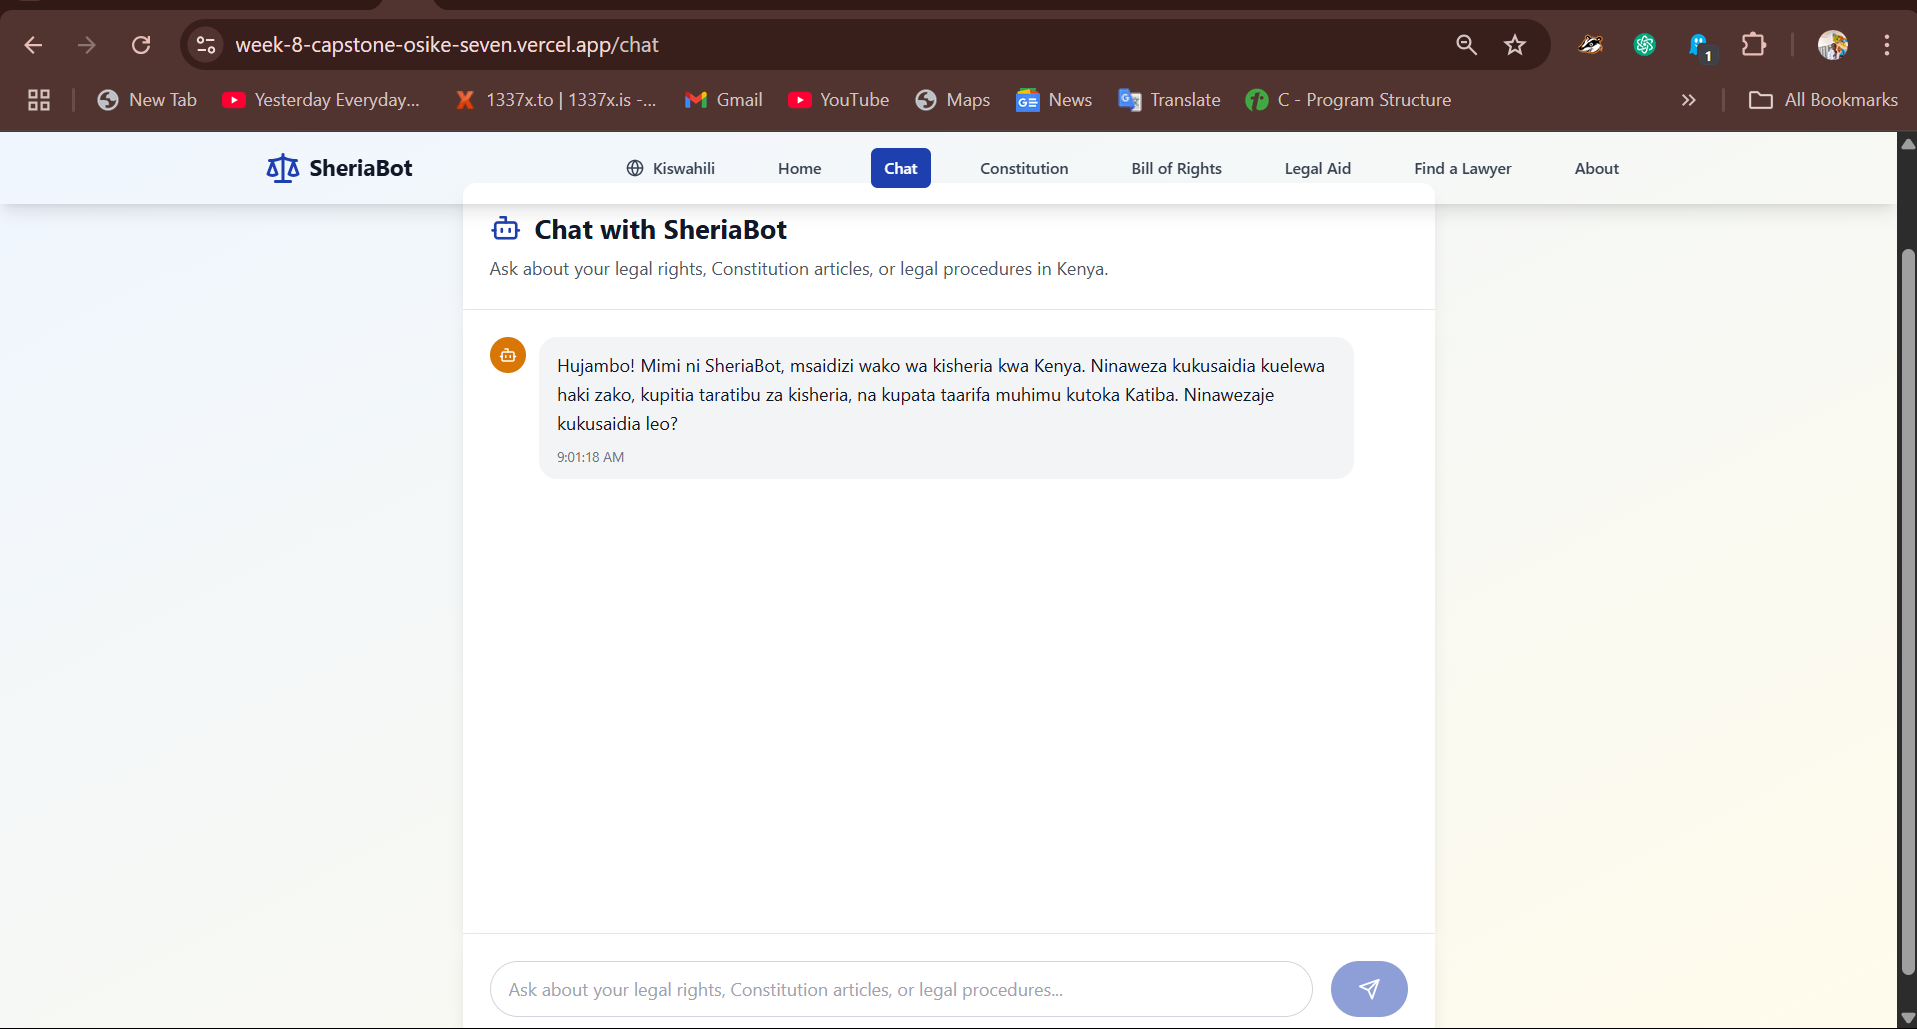 week-8-capstone-osike-seven.vercel.app/chat
1
New Tab
Yesterday Everyday...
1337x.to | 1337x.is -...
Gmail
YouTube
Maps
News
Translate
C - Program Structure
All Bookmarks
SheriaBot
Kiswahili
Home
Chat
Constitution
Bill of Rights
Legal Aid
Find a Lawyer
About
Chat with SheriaBot
Ask about your legal rights, Constitution articles, or legal procedures in Kenya.
Hujambo! Mimi ni SheriaBot, msaidizi wako wa kisheria kwa Kenya. Ninaweza kukusaidia kuelewa
haki zako, kupitia taratibu za kisheria, na kupata taarifa muhimu kutoka Katiba. Ninawezaje
kukusaidia leo?
9:01:18 AM
Ask about your legal rights, Constitution articles, or legal procedures...